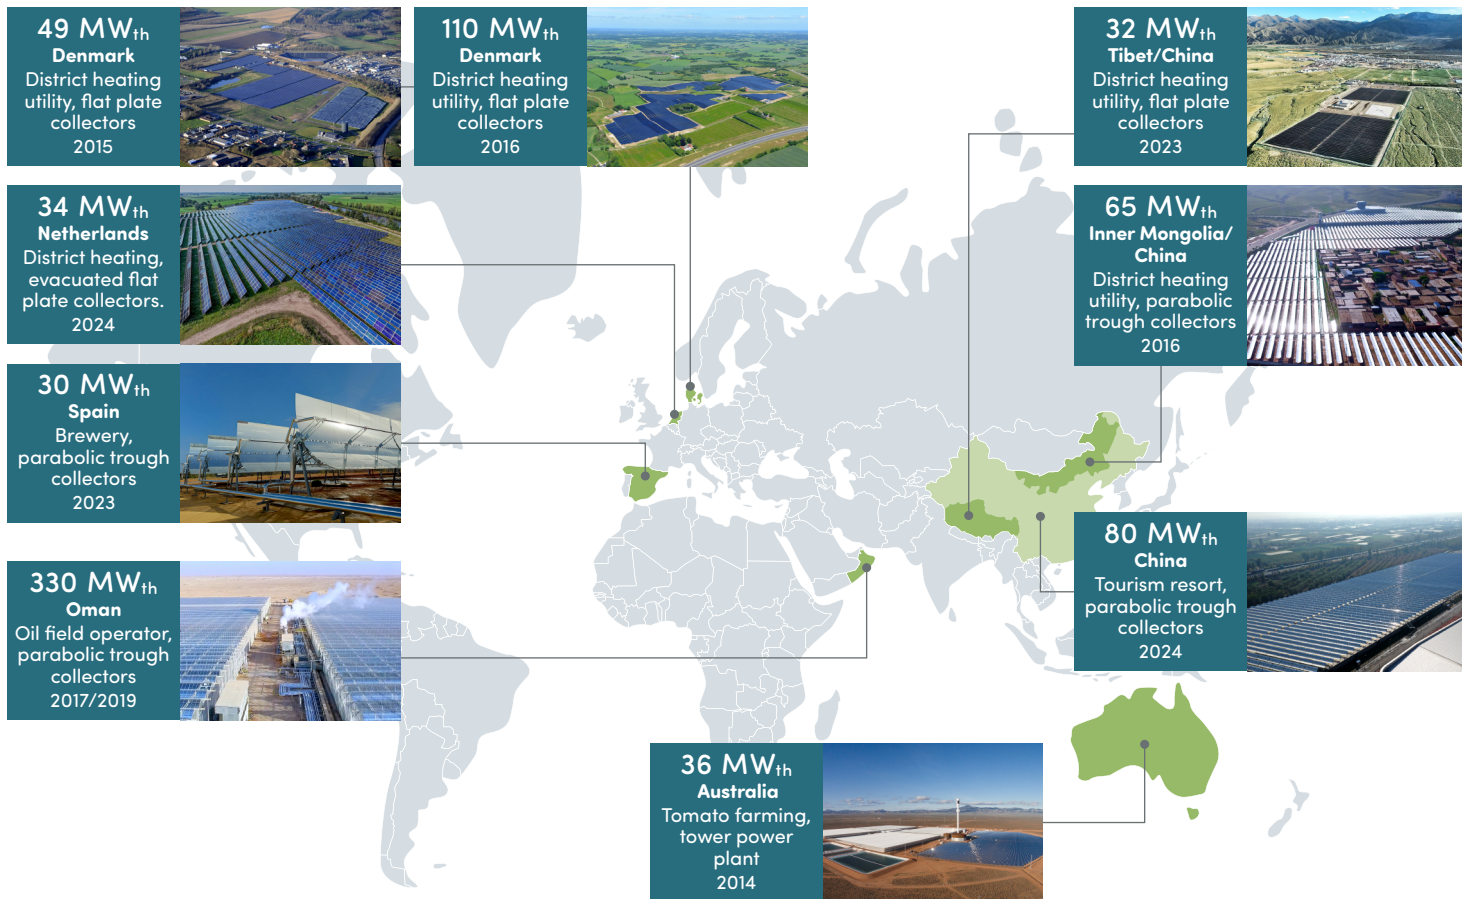 49 MWth
Denmark
District heating
utility, flat plate
collectors
2015
110 MWth
Denmark
District heating
utility, flat plate
collectors
2016
32 MWth
Tibet/China
District heating
utility, flat plate
collectors
2023
34 MWth
Netherlands
District heating,
evacuated flat
plate collectors.
2024
65 MWth
Inner Mongolia/
China
District heating
utility, parabolic
trough collectors
2016
30 MWth
Spain
Brewery,
parabolic trough
collectors
2023
80 MWth
China
Tourism resort,
parabolic trough
collectors
2024
330 MWth
Oman
Oil field operator,
parabolic trough
collectors
2017/2019
36 MWth
Australia
Tomato farming,
tower power
plant
2014